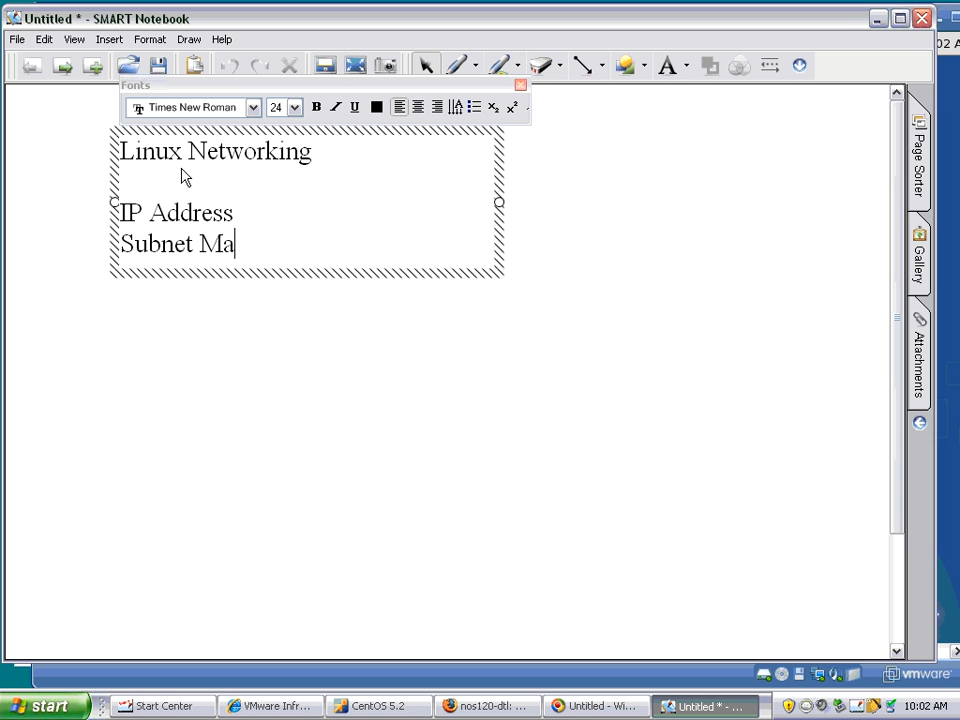 Untitled * - SMART Notebook
02 A
File Edit View Insert Format Draw Help
Fonts
Times New Roman 24 B I U
Linux Networking
IP Address
Subnet Ma
Page Sorter
Gallery
Attachments
vmware
start Start Center VMware Infr... CentOS 5.2 nos120-dtl: ... Untitled - Wi... Untitled * - ... 10:02 AM